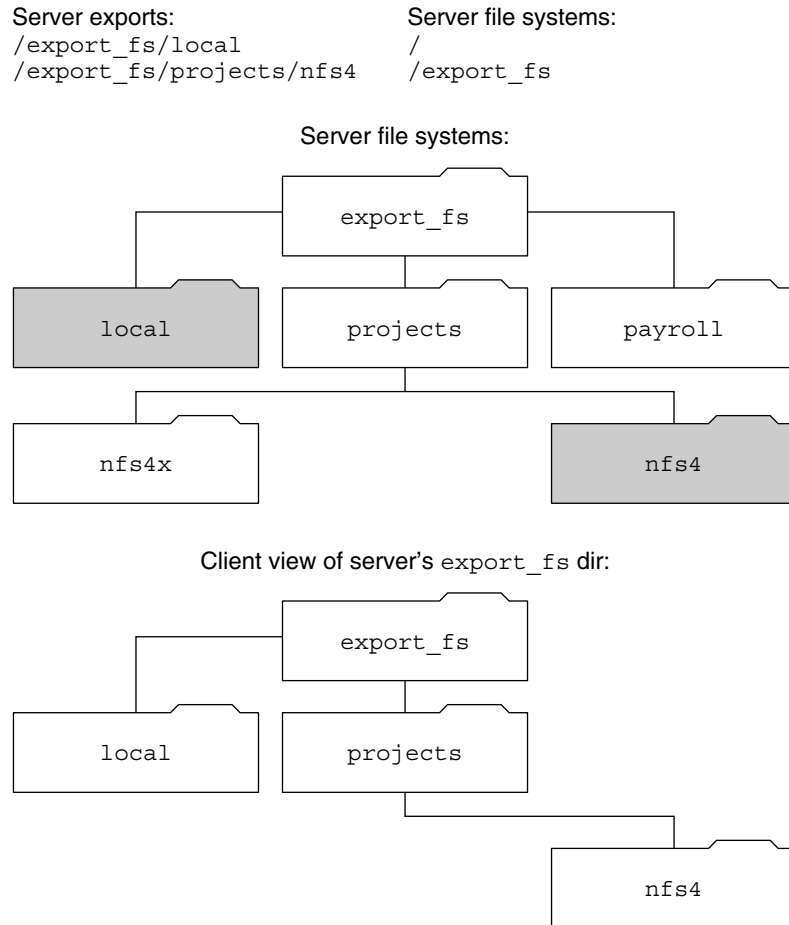 Server exports:
/export_fs/local
/export_fs/projects/nfs4
Server file systems:
/
/export_fs
Server file systems:
export_fs
local
projects
payroll
nfs4x
nfs4
Client view of server’s export_fs dir:
export_fs
local
projects
nfs4